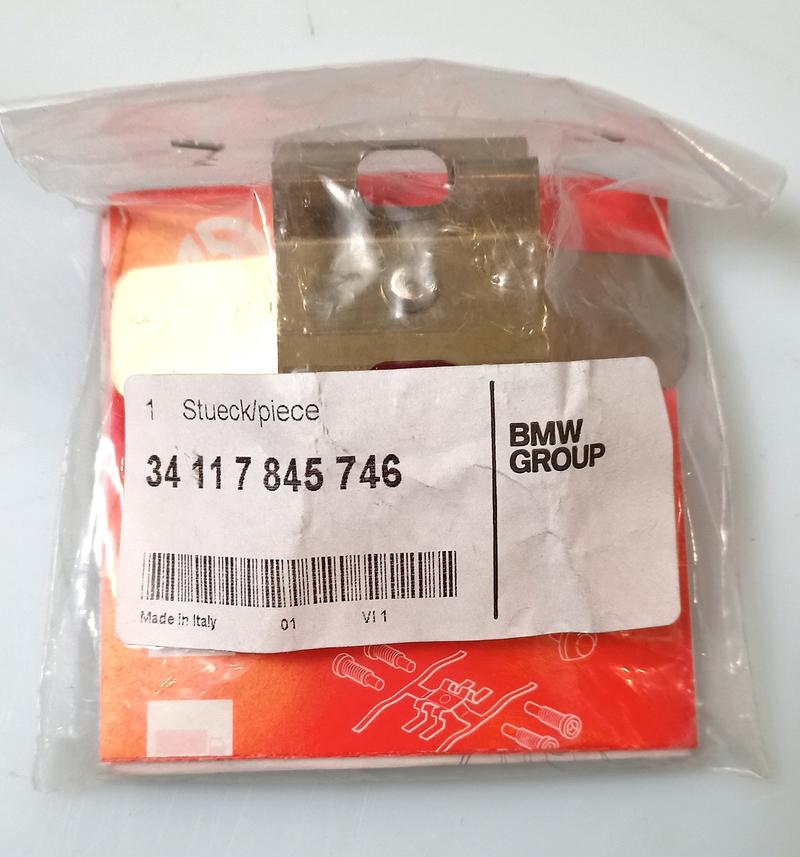 1 Stueck/piece
34 11 7 845 746
BMW
GROUP
Made in Italy 01 VI 1